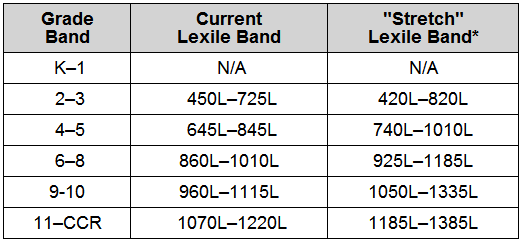 Grade Band Current Lexile Band "Stretch" Lexile Band*
K–1 N/A N/A
2–3 450L–725L 420L–820L
4–5 645L–845L 740L–1010L
6–8 860L–1010L 925L–1185L
9-10 960L–1115L 1050L–1335L
11–CCR 1070L–1220L 1185L–1385L